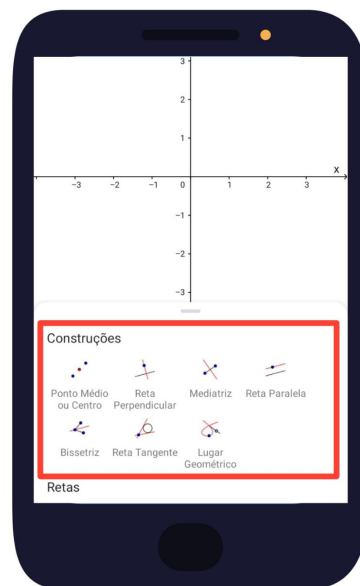 3
2
1
x
−3 −2 −1 0 1 2 3
−1
−2
−3
Construções
Ponto Médio
ou Centro
Reta
Perpendicular
Mediatriz
Reta Paralela
Bissetriz
Reta Tangente
Lugar
Geométrico
Retas